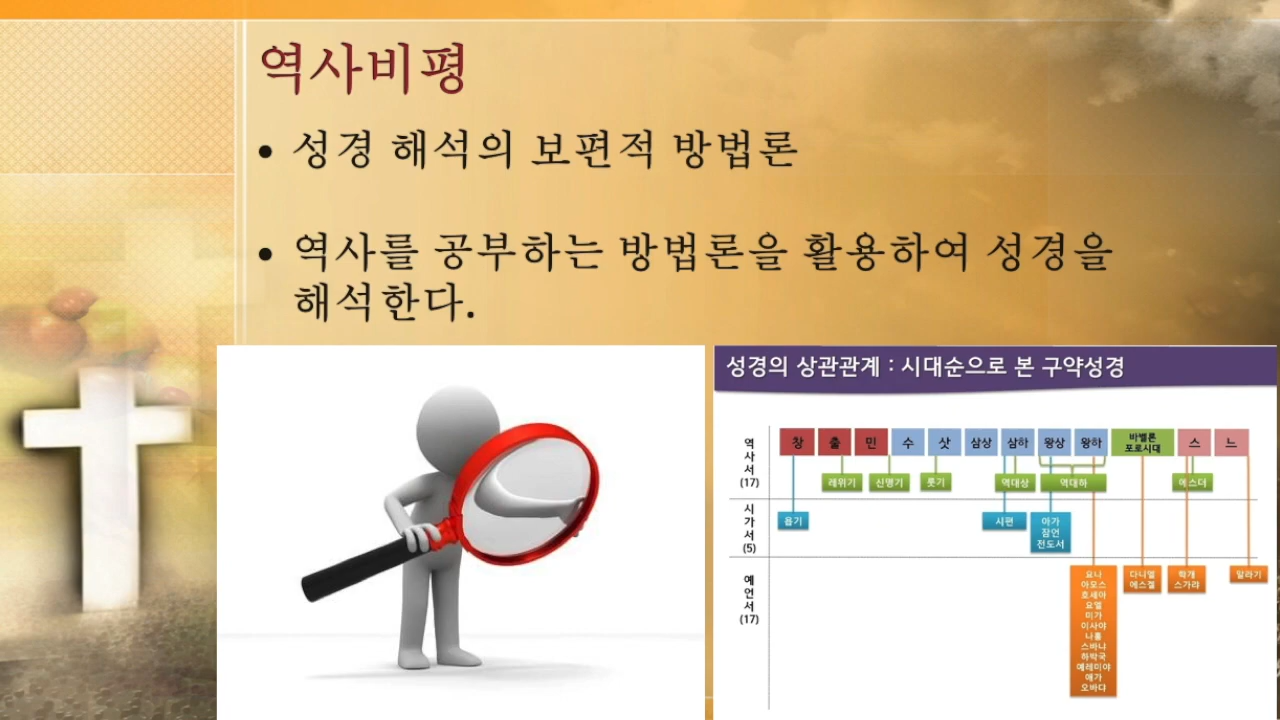 역사비평
• 성경 해석의 보편적 방법론
• 역사를 공부하는 방법론을 활용하여 성경을
해석한다.
성경의 상관관계 : 시대순으로 본 구약성경
역사서(17)
창 출 민 수 삿 삼상 삼하 왕상 왕하 바벨론 포로시대 스 느
레위기 신명기 룻기 역대상 역대하 에스더
시가서(5)
욥기 시편
아가
잠언
전도서
예언서(17)
요나
아모스
호세아
요엘
미가
이사야
나훔
스바냐
하박국
예레미야
애가
오바댜
다니엘
에스겔
학개
스가랴
말라기